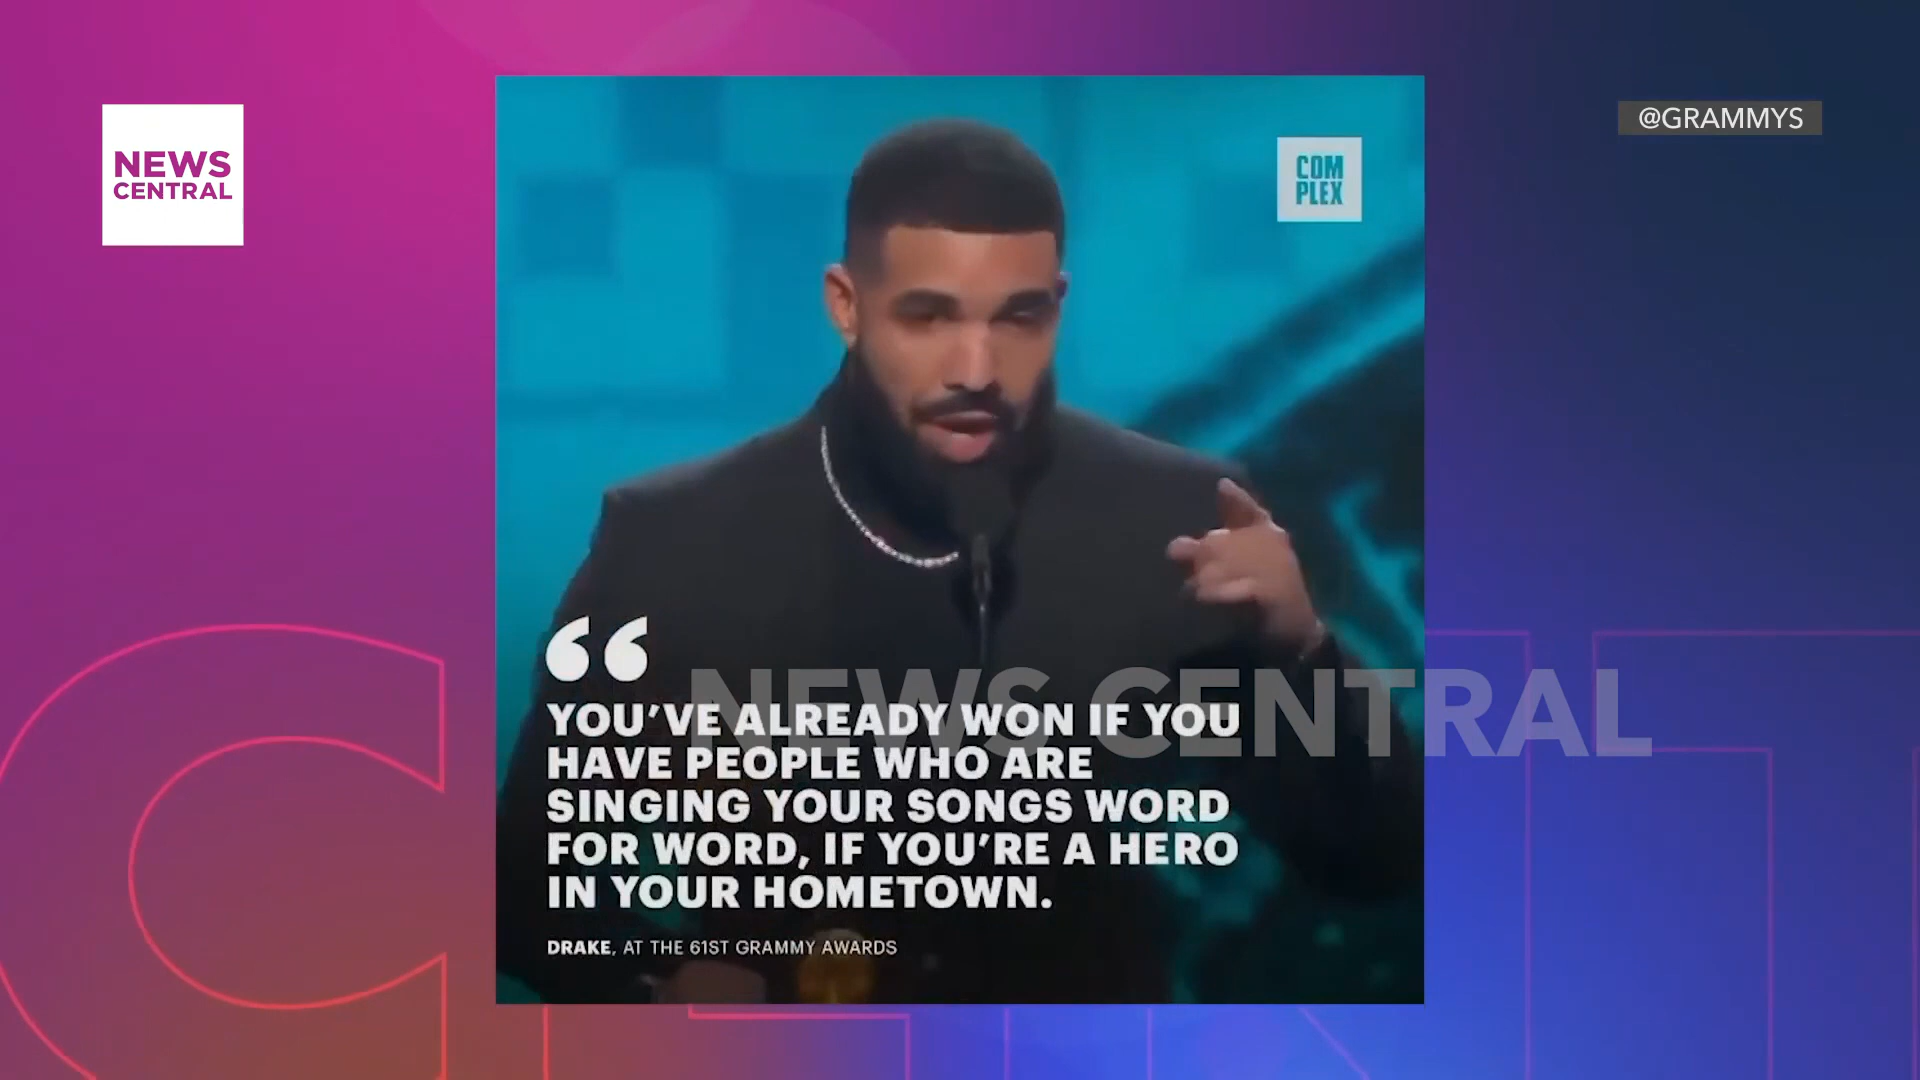 NEWS
CENTRAL
@GRAMMYS
COM
PLEX
“
YOU’VE ALREADY WON IF YOU
HAVE PEOPLE WHO ARE
SINGING YOUR SONGS WORD
FOR WORD, IF YOU’RE A HERO
IN YOUR HOMETOWN.
DRAKE, AT THE 61ST GRAMMY AWARDS
NEWS CENTRAL